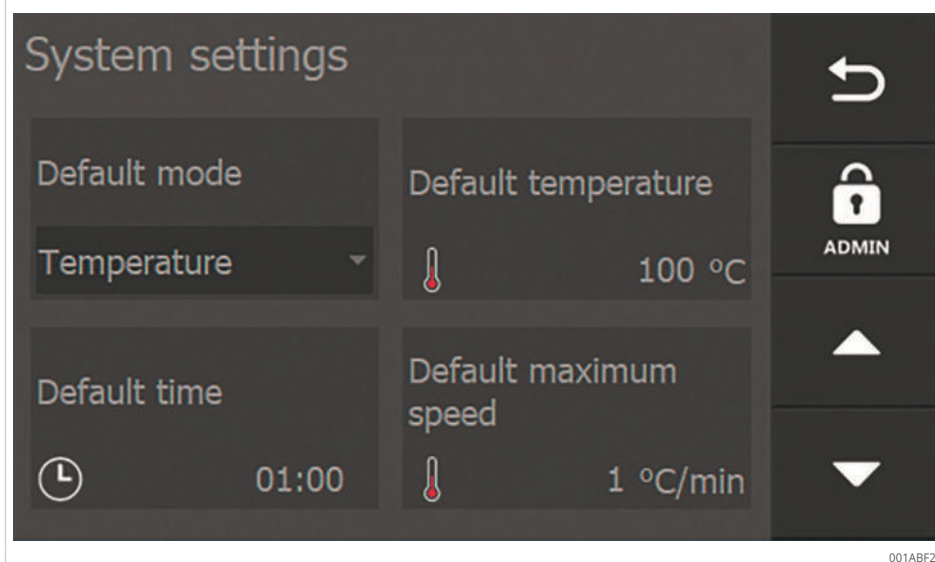 System settings
Default mode
Temperature
Default temperature
100 °C
Default time
01:00
Default maximum
speed
1 °C/min
ADMIN
001ABF2